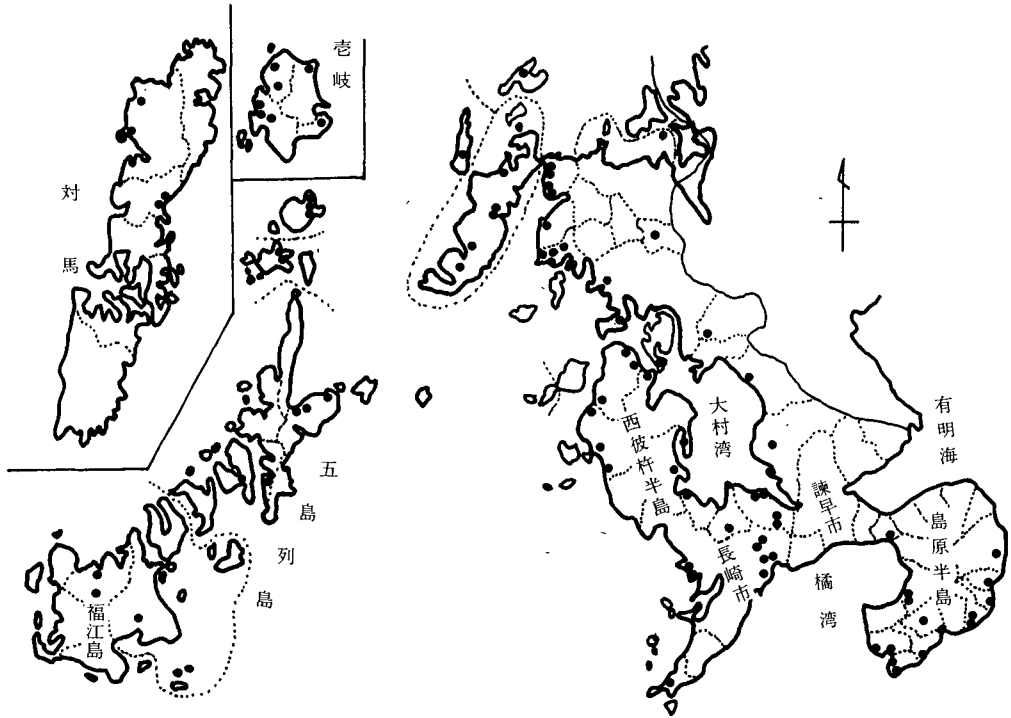 壱岐
対馬
五島列島
福江島
西彼杵半島
大村湾
諫早市
長崎市
橘湾
有明海
島原半島